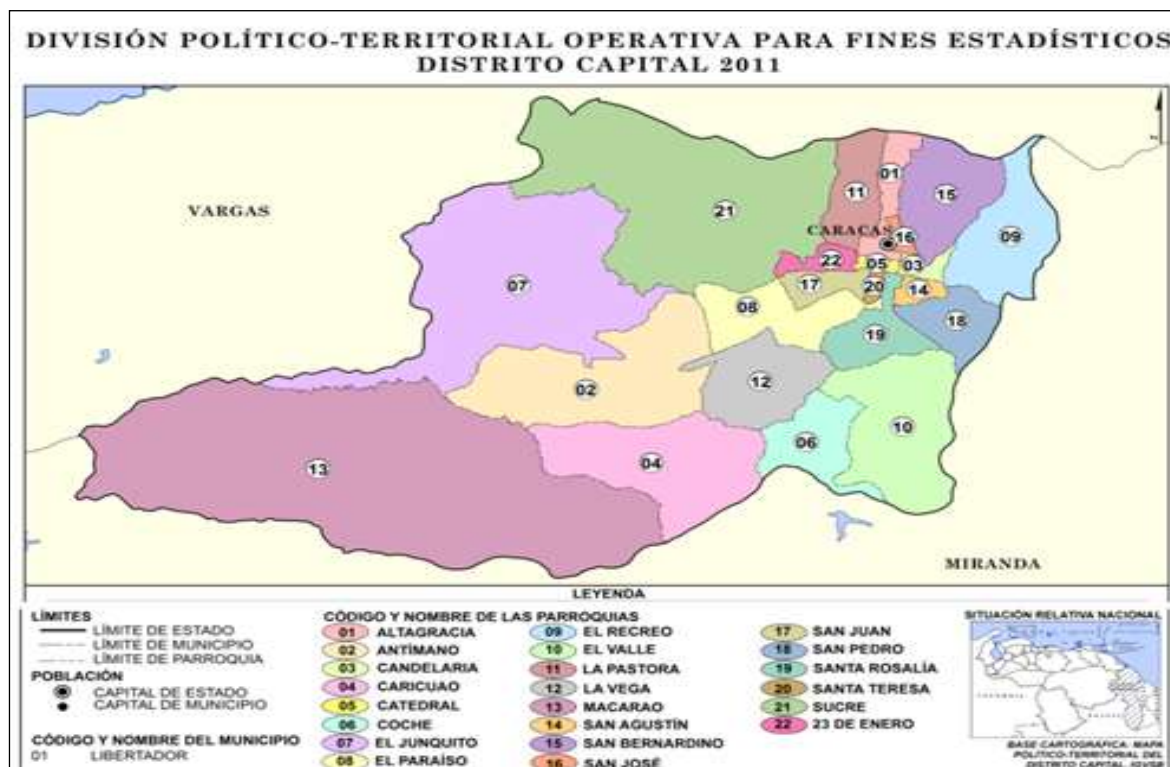 DIVISIÓN POLÍTICO-TERRITORIAL OPERATIVA PARA FINES ESTADÍSTICOS
DISTRITO CAPITAL 2011
VARGAS
CARACAS
MIRANDA
01
15
11
21
09
16
22
05
03
07
17
20
14
08
18
19
12
02
10
06
04
13
LEYENDA
LÍMITES
LÍMITE DE ESTADO
LÍMITE DE MUNICIPIO
LÍMITE DE PARROQUIA
POBLACIÓN
CAPITAL DE ESTADO
CAPITAL DE MUNICIPIO
CÓDIGO Y NOMBRE DEL MUNICIPIO
01 LIBERTADOR
CÓDIGO Y NOMBRE DE LAS PARROQUIAS
01 ALTAGRACIA
02 ANTÍMANO
03 CANDELARIA
04 CARICUAO
05 CATEDRAL
06 COCHE
07 EL JUNQUITO
08 EL PARAÍSO
09 EL RECREO
10 EL VALLE
11 LA PASTORA
12 LA VEGA
13 MACARAO
14 SAN AGUSTÍN
15 SAN BERNARDINO
16 SAN JOSÉ
17 SAN JUAN
18 SAN PEDRO
19 SANTA ROSALÍA
20 SANTA TERESA
21 SUCRE
22 23 DE ENERO
SITUACIÓN RELATIVA NACIONAL
BASE CARTOGRÁFICA: MAPA
POLÍTICO-TERRITORIAL DEL
DISTRITO CAPITAL, IGVSB